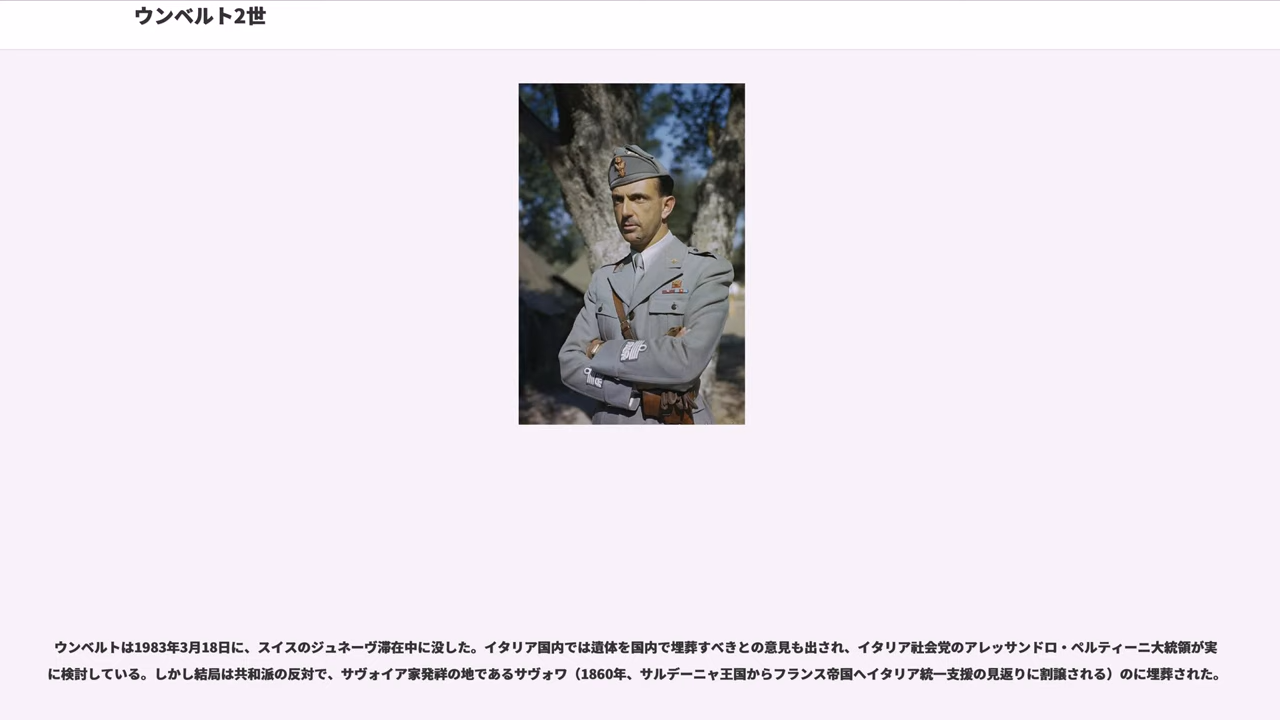 ウンベルト2世
ウンベルトは1983年3月18日に、スイスのジュネーヴ滞在中に没した。イタリア国内では遺体を国内で埋葬すべきとの意見も出され、イタリア社会党のアレッサンドロ・ペルティーニ大統領が実
に検討している。しかし結局は共和派の反対で、サヴォイア家発祥の地であるサヴォワ（1860年、サルデーニャ王国からフランス帝国へイタリア統一支援の見返りに割譲される）のに埋葬された。